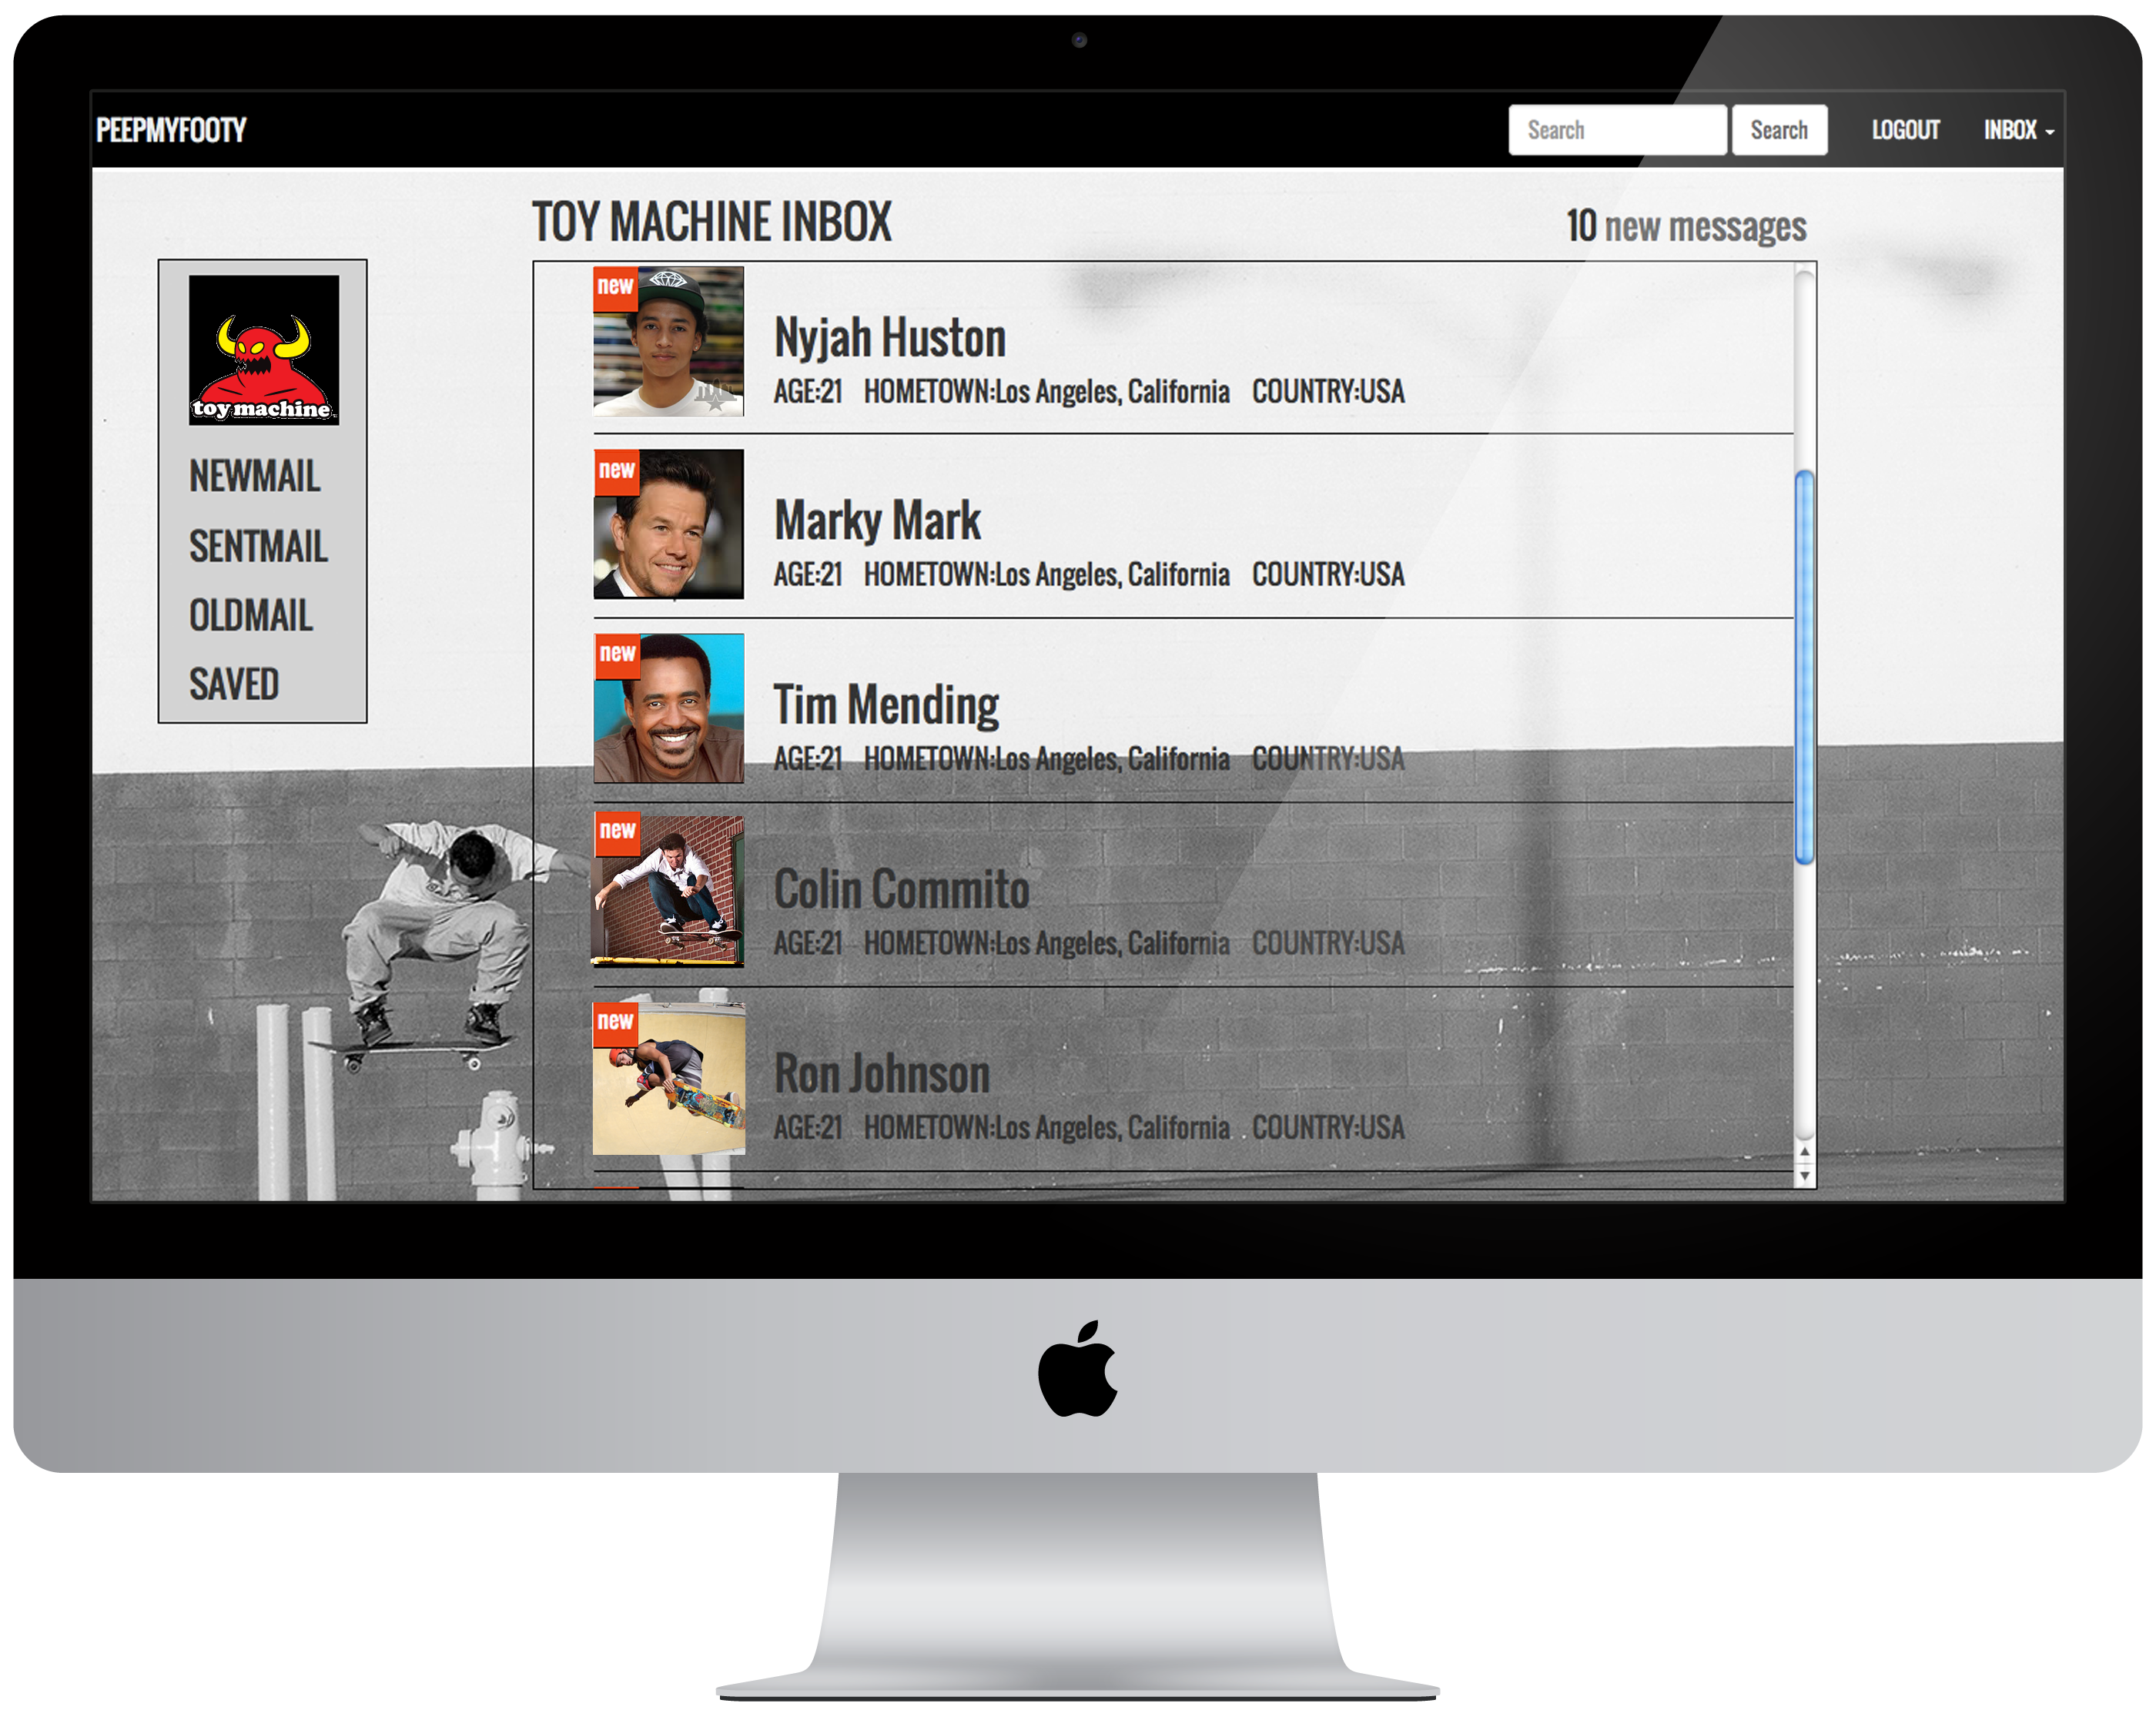 PEEPMYFOOTY
Search
Search
LOGOUT
INBOX
TOY MACHINE INBOX
10 new messages
toy machine
NEWMAIL
SENTMAIL
OLDMAIL
SAVED
new
Nyjah Huston
AGE:21 HOMETOWN:Los Angeles, California COUNTRY:USA
new
Marky Mark
AGE:21 HOMETOWN:Los Angeles, California COUNTRY:USA
new
Tim Mending
AGE:21 HOMETOWN:Los Angeles, California COUNTRY:USA
new
Colin Commito
AGE:21 HOMETOWN:Los Angeles, California COUNTRY:USA
new
Ron Johnson
AGE:21 HOMETOWN:Los Angeles, California COUNTRY:USA